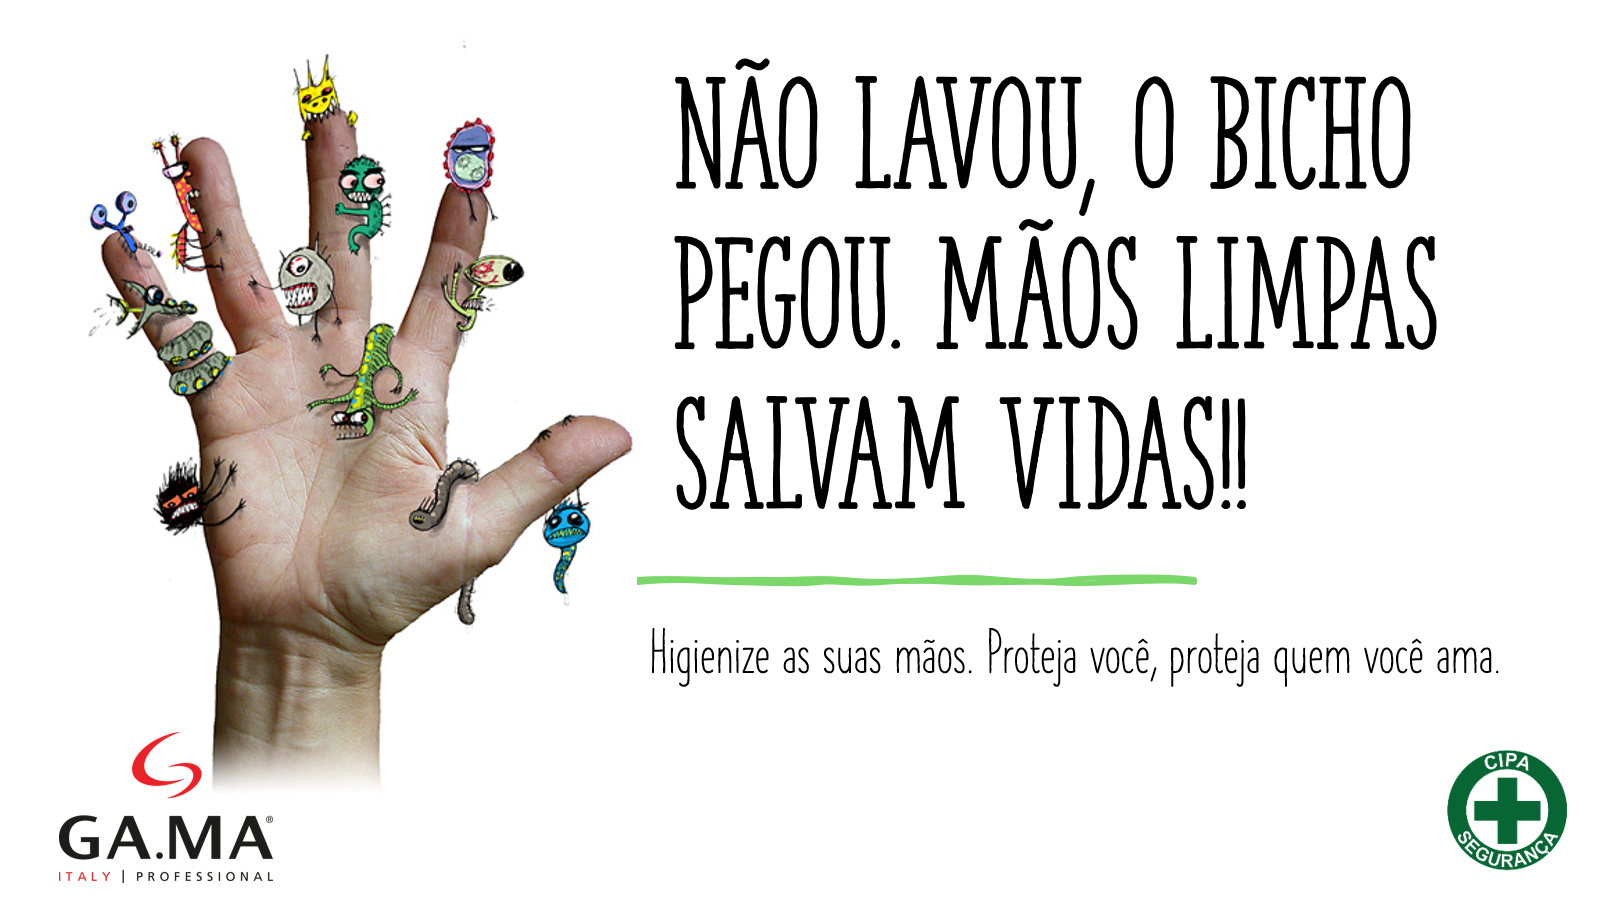 NÃO LAVOU, O BICHO
PEGOU. MÃOS LIMPAS
SALVAM VIDAS!!
Higienize as suas mãos. Proteja você, proteja quem você ama.
GA.MA®
ITALY | PROFESSIONAL
CIPA
SEGURANÇA